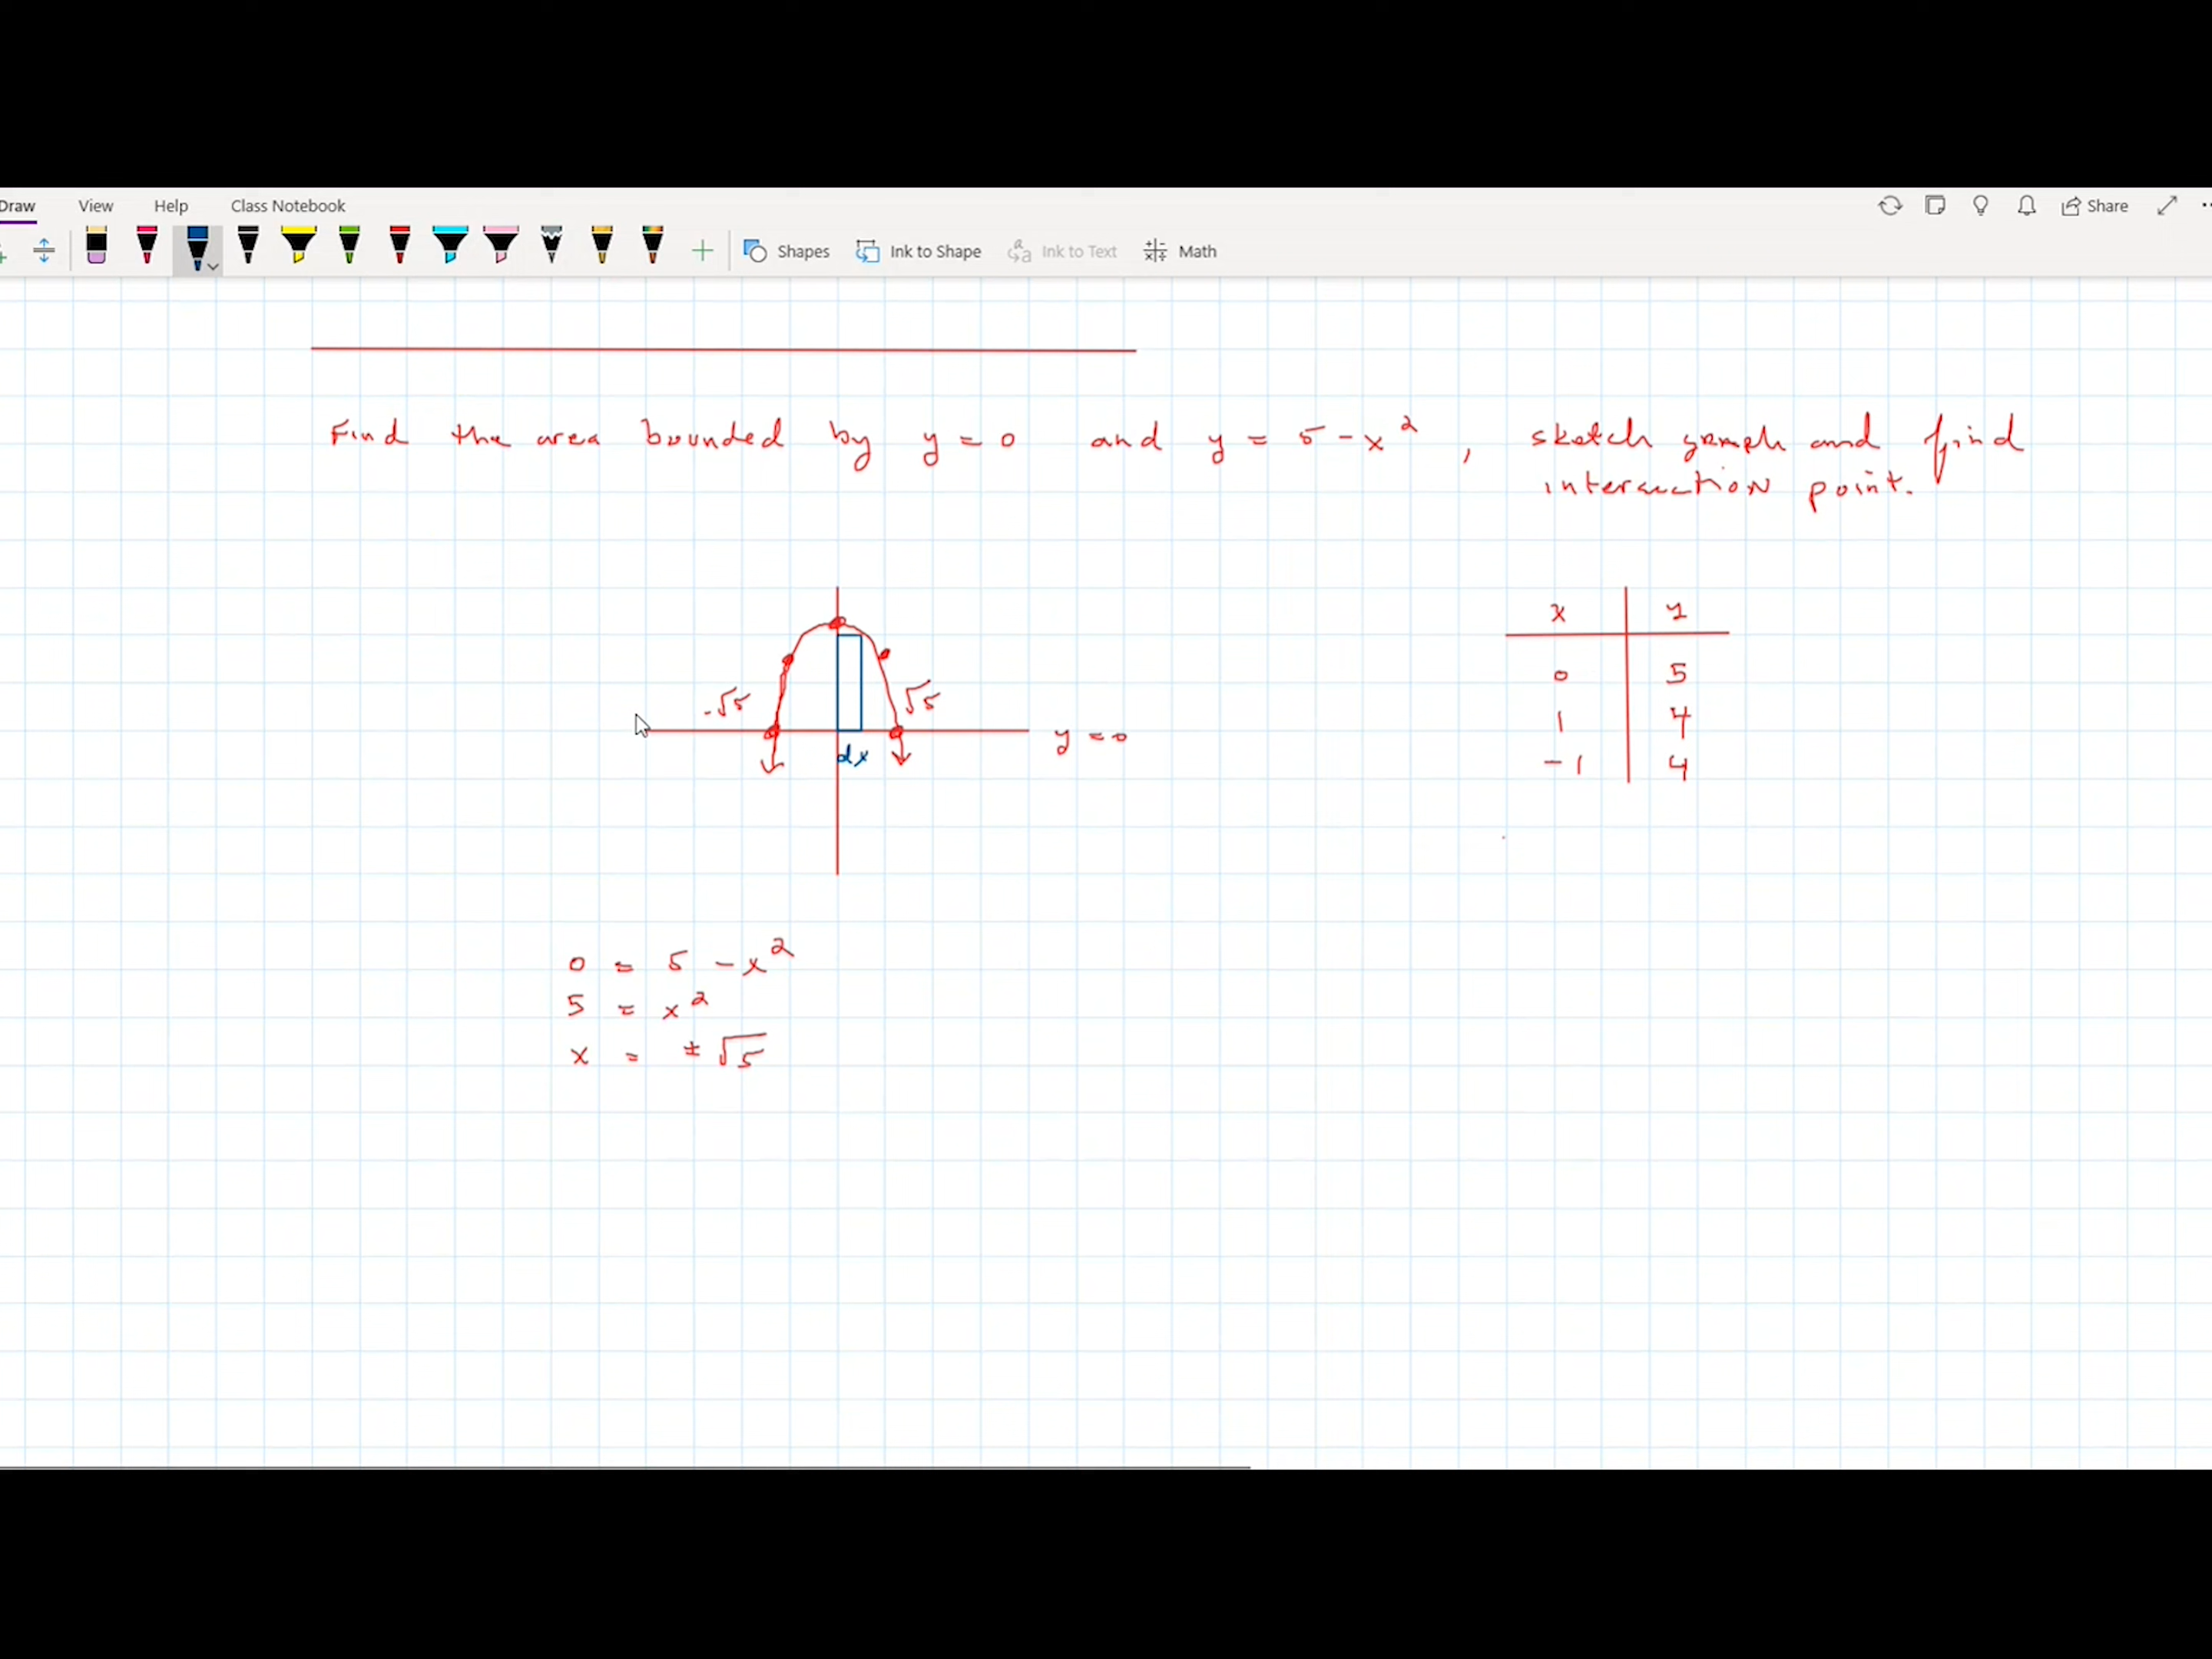 Draw View Help Class Notebook Share
Shapes Ink to Shape Ink to Text Math
Find the area bounded by y = 0 and y = 5 - x², sketch graph and find
intersection point.
x y
0 5
1 4
-1 4
-√5 √5
y = 0
dx
0 = 5 - x²
5 = x²
x = ± √5